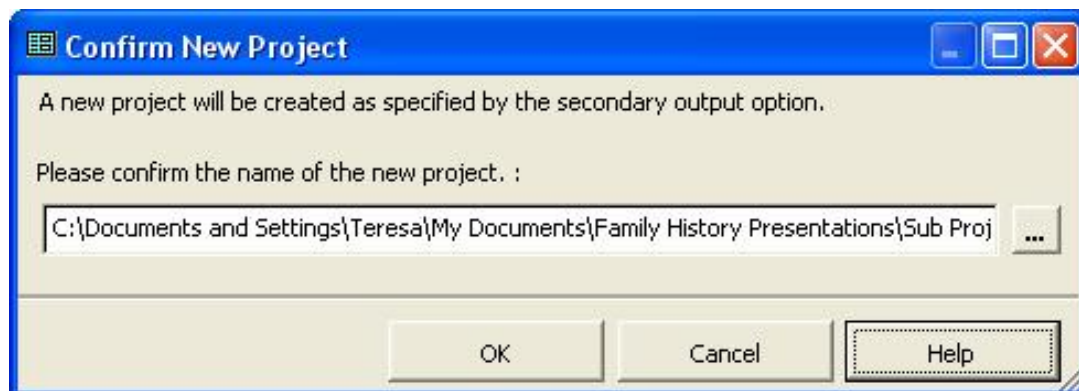 Confirm New Project
A new project will be created as specified by the secondary output option.
Please confirm the name of the new project. :
C:\Documents and Settings\Teresa\My Documents\Family History Presentations\Sub Proj
...
OK Cancel Help